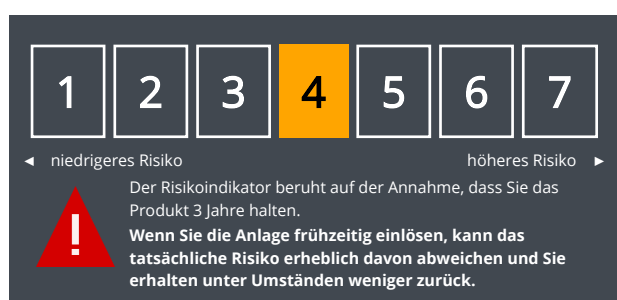 1 2 3 4 5 6 7
◄ niedrigeres Risiko höheres Risiko ►
Der Risikoindikator beruht auf der Annahme, dass Sie das
Produkt 3 Jahre halten.
! Wenn Sie die Anlage frühzeitig einlösen, kann das
tatsächliche Risiko erheblich davon abweichen und Sie
erhalten unter Umständen weniger zurück.